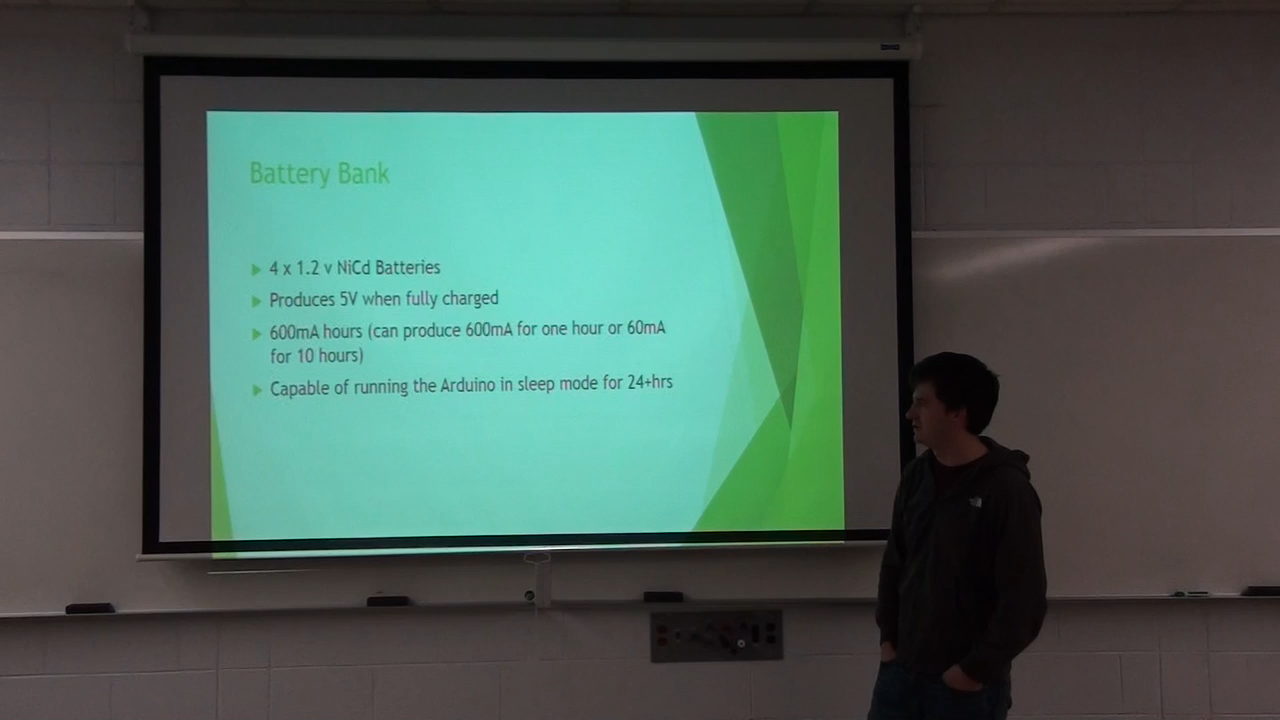 Battery Bank
4 x 1.2 v NiCd Batteries
Produces 5V when fully charged
600mA hours (can produce 600mA for one hour or 60mA
for 10 hours)
Capable of running the Arduino in sleep mode for 24+hrs